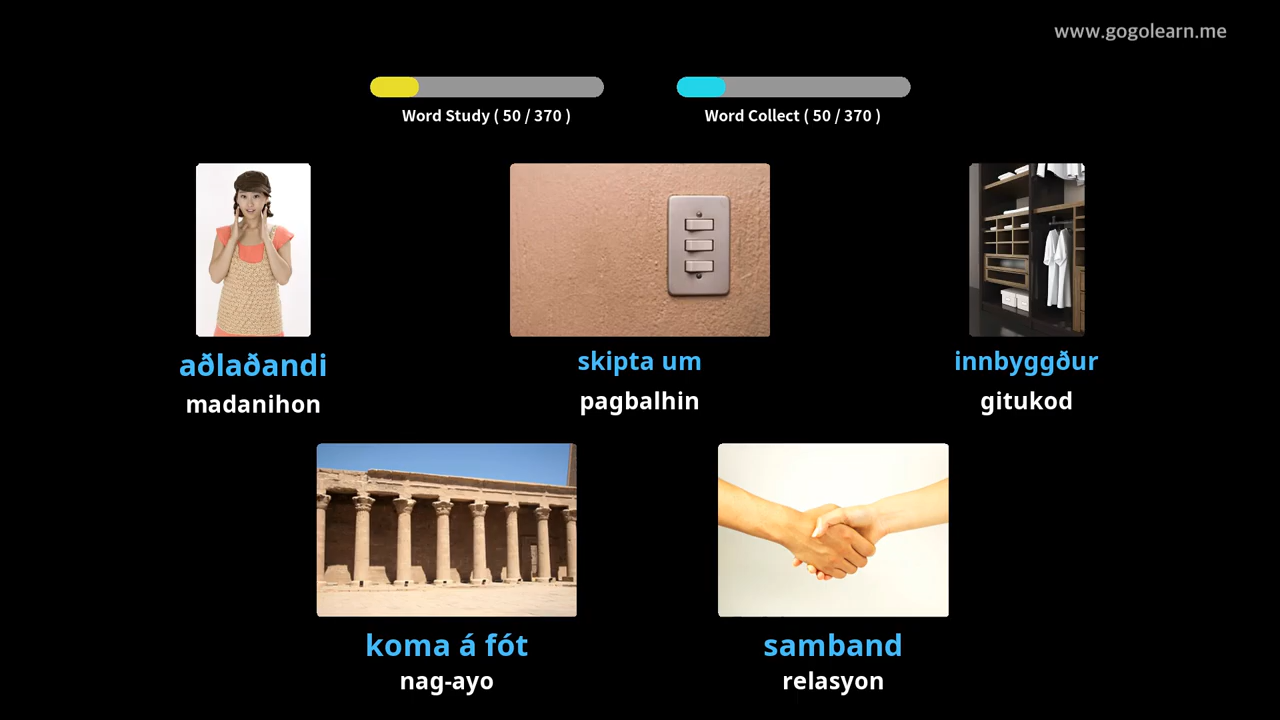 www.gogolearn.me
Word Study ( 50 / 370 )
Word Collect ( 50 / 370 )
aðlaðandi
madanihon
skipta um
pagbalhin
innbyggður
gitukod
koma á fót
nag-ayo
samband
relasyon